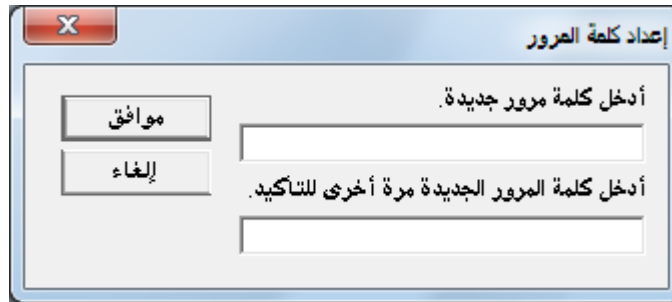 إعداد كلمة المرور
أدخل كلمة مرور جديدة.
موافق
إلغاء
أدخل كلمة المرور الجديدة مرة أخرى للتأكيد.